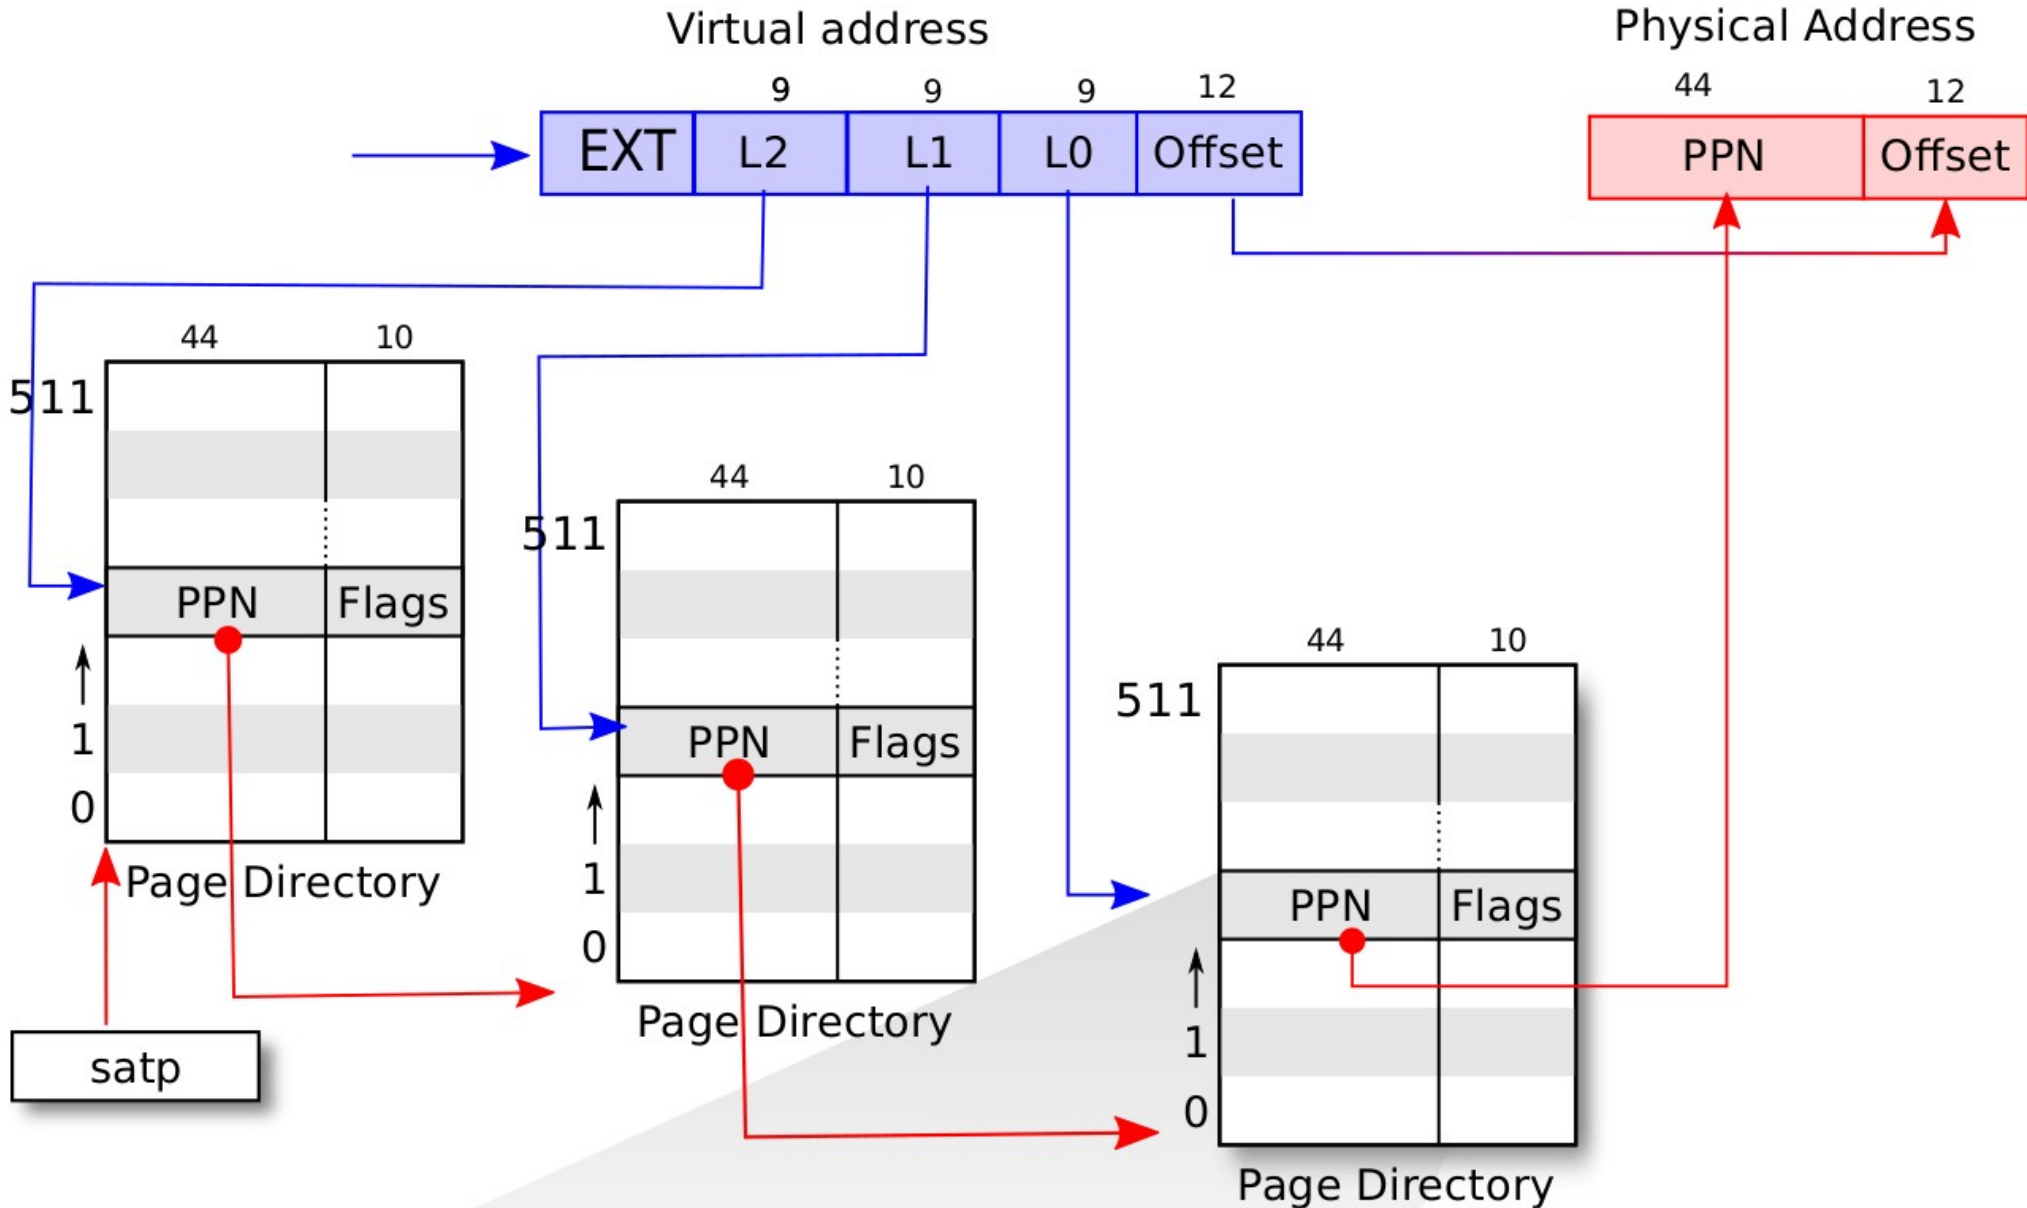 Virtual address
Physical Address
9 9 9 12
44 12
EXT L2 L1 L0 Offset
PPN Offset
44 10
511
PPN Flags
1
0
Page Directory
satp
44 10
511
PPN Flags
1
0
Page Directory
44 10
511
PPN Flags
1
0
Page Directory